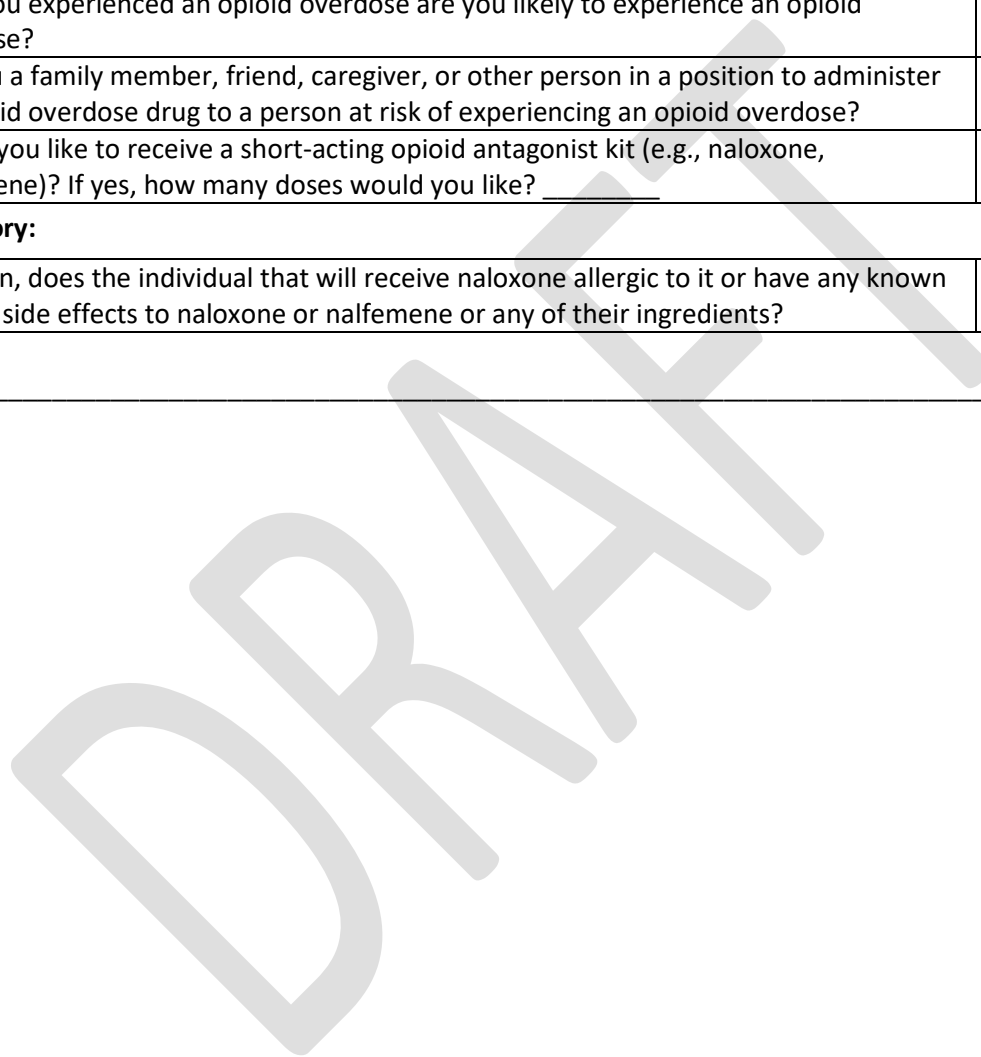 ou experienced an opioid overdose are you likely to experience an opioid
se?
a family member, friend, caregiver, or other person in a position to administer
id overdose drug to a person at risk of experiencing an opioid overdose?
you like to receive a short-acting opioid antagonist kit (e.g., naloxone,
ene)? If yes, how many doses would you like? ________
ory:
n, does the individual that will receive naloxone allergic to it or have any known
side effects to naloxone or nalfemene or any of their ingredients?
DRAFT